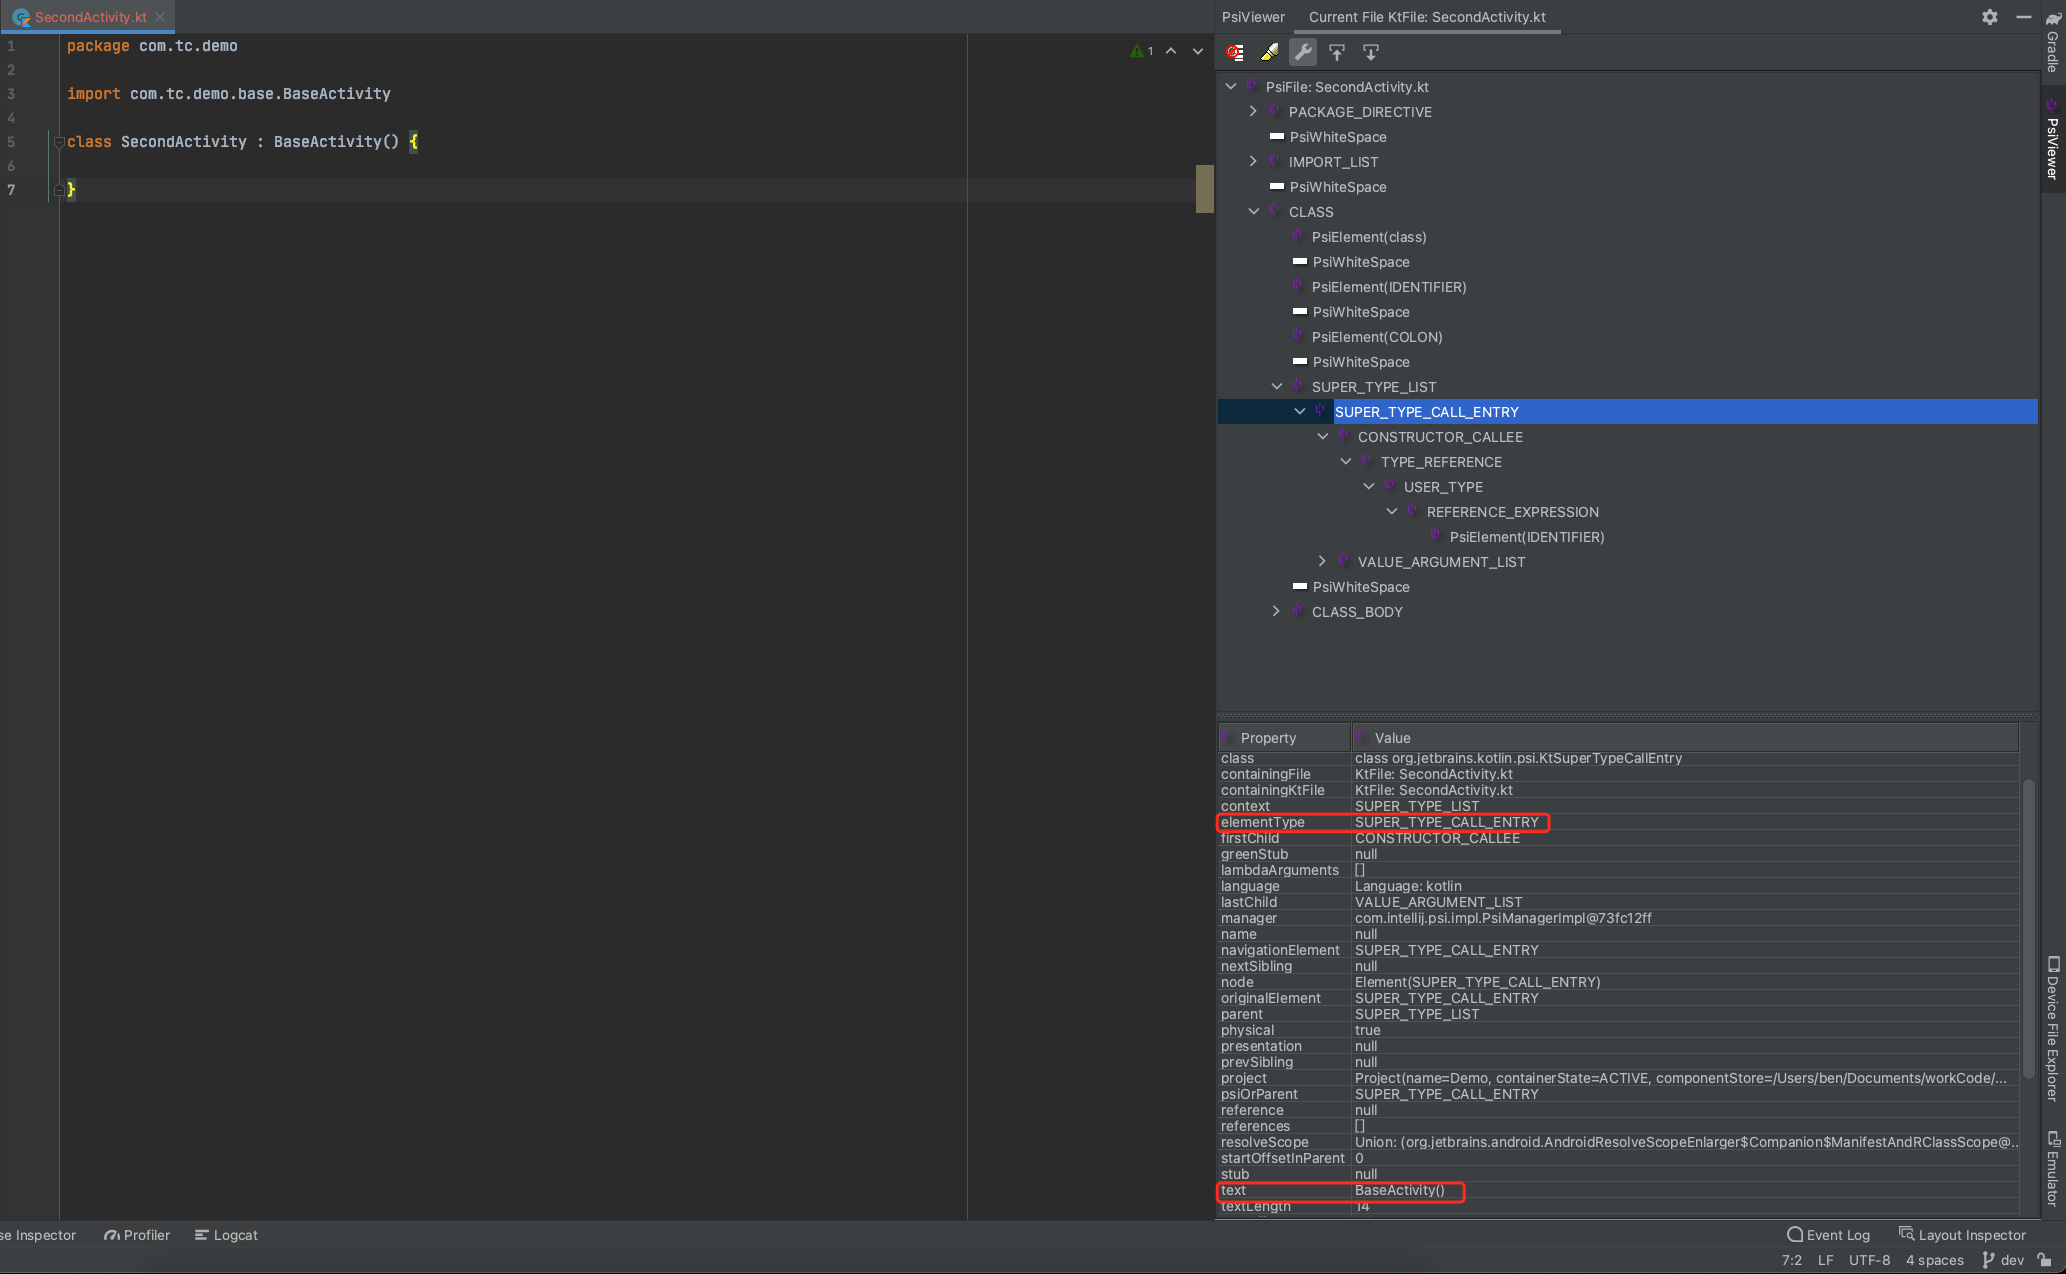 SecondActivity.kt
1 package com.tc.demo
2
3 import com.tc.demo.base.BaseActivity
4
5 class SecondActivity : BaseActivity() {
6
7 }
1
PsiViewer Current File KtFile: SecondActivity.kt
PsiFile: SecondActivity.kt
PACKAGE_DIRECTIVE
PsiWhiteSpace
IMPORT_LIST
PsiWhiteSpace
CLASS
PsiElement(class)
PsiWhiteSpace
PsiElement(IDENTIFIER)
PsiWhiteSpace
PsiElement(COLON)
PsiWhiteSpace
SUPER_TYPE_LIST
SUPER_TYPE_CALL_ENTRY
CONSTRUCTOR_CALLEE
TYPE_REFERENCE
USER_TYPE
REFERENCE_EXPRESSION
PsiElement(IDENTIFIER)
VALUE_ARGUMENT_LIST
PsiWhiteSpace
CLASS_BODY
Property Value
class class org.jetbrains.kotlin.psi.KtSuperTypeCallEntry
containingFile KtFile: SecondActivity.kt
containingKtFile KtFile: SecondActivity.kt
context SUPER_TYPE_LIST
elementType SUPER_TYPE_CALL_ENTRY
firstChild CONSTRUCTOR_CALLEE
greenStub null
lambdaArguments []
language Language: kotlin
lastChild VALUE_ARGUMENT_LIST
manager com.intellij.psi.impl.PsiManagerImpl@73fc12ff
name null
navigationElement SUPER_TYPE_CALL_ENTRY
nextSibling null
node Element(SUPER_TYPE_CALL_ENTRY)
originalElement SUPER_TYPE_CALL_ENTRY
parent SUPER_TYPE_LIST
physical true
presentation null
prevSibling null
project Project(name=Demo, containerState=ACTIVE, componentStore=/Users/ben/Documents/workCode/...
psiOrParent SUPER_TYPE_CALL_ENTRY
reference null
references []
resolveScope Union: (org.jetbrains.android.AndroidResolveScopeEnlarger$Companion$ManifestAndRClassScope@...
startOffsetInParent 0
stub null
text BaseActivity()
textLength 14
Gradle
PsiViewer
Device File Explorer
Emulator
se Inspector Profiler Logcat Event Log Layout Inspector
7:2 LF UTF-8 4 spaces dev